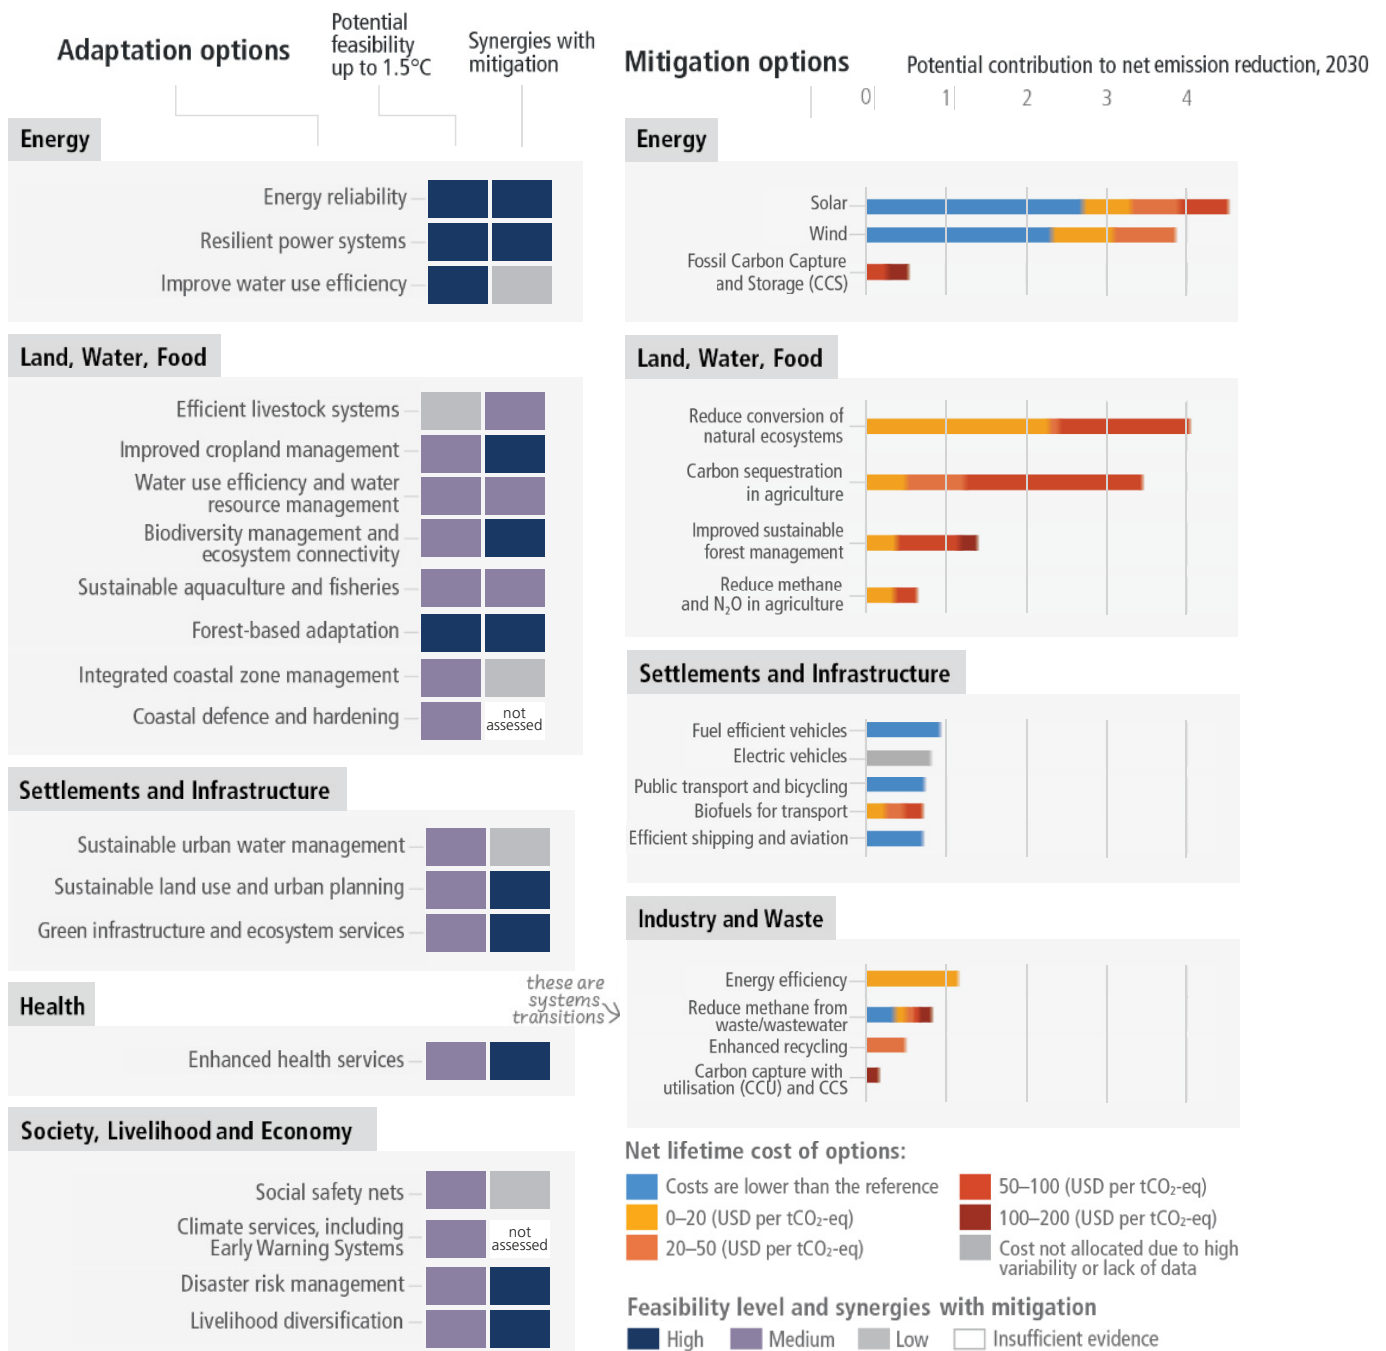 Adaptation options
Potential
feasibility
up to 1.5°C
Synergies with
mitigation
Energy
Energy reliability
Resilient power systems
Improve water use efficiency
Land, Water, Food
Efficient livestock systems
Improved cropland management
Water use efficiency and water
resource management
Biodiversity management and
ecosystem connectivity
Sustainable aquaculture and fisheries
Forest-based adaptation
Integrated coastal zone management
Coastal defence and hardening
not
assessed
Settlements and Infrastructure
Sustainable urban water management
Sustainable land use and urban planning
Green infrastructure and ecosystem services
Health
Enhanced health services
Society, Livelihood and Economy
Social safety nets
Climate services, including
Early Warning Systems
not
assessed
Disaster risk management
Livelihood diversification
these are
systems
transitions
Mitigation options
Potential contribution to net emission reduction, 2030
0 1 2 3 4
Energy
Solar
Wind
Fossil Carbon Capture
and Storage (CCS)
Land, Water, Food
Reduce conversion of
natural ecosystems
Carbon sequestration
in agriculture
Improved sustainable
forest management
Reduce methane
and N₂O in agriculture
Settlements and Infrastructure
Fuel efficient vehicles
Electric vehicles
Public transport and bicycling
Biofuels for transport
Efficient shipping and aviation
Industry and Waste
Energy efficiency
Reduce methane from
waste/wastewater
Enhanced recycling
Carbon capture with
utilisation (CCU) and CCS
Net lifetime cost of options:
Costs are lower than the reference
0–20 (USD per tCO₂-eq)
20–50 (USD per tCO₂-eq)
50–100 (USD per tCO₂-eq)
100–200 (USD per tCO₂-eq)
Cost not allocated due to high
variability or lack of data
Feasibility level and synergies with mitigation
High Medium Low Insufficient evidence